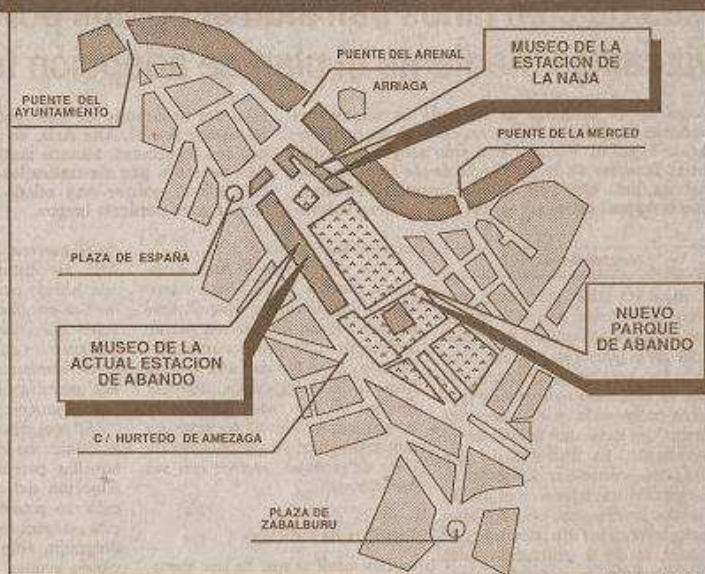 PUENTE DEL
AYUNTAMIENTO
PUENTE DEL ARENAL
ARRIAGA
MUSEO DE LA
ESTACION DE
LA NAJA
PUENTE DE LA MERCED
PLAZA DE ESPAÑA
MUSEO DE LA
ACTUAL ESTACION
DE ABANDO
NUEVO
PARQUE
DE ABANDO
C/ HURTEDO DE AMEZAGA
PLAZA DE
ZABALBURU